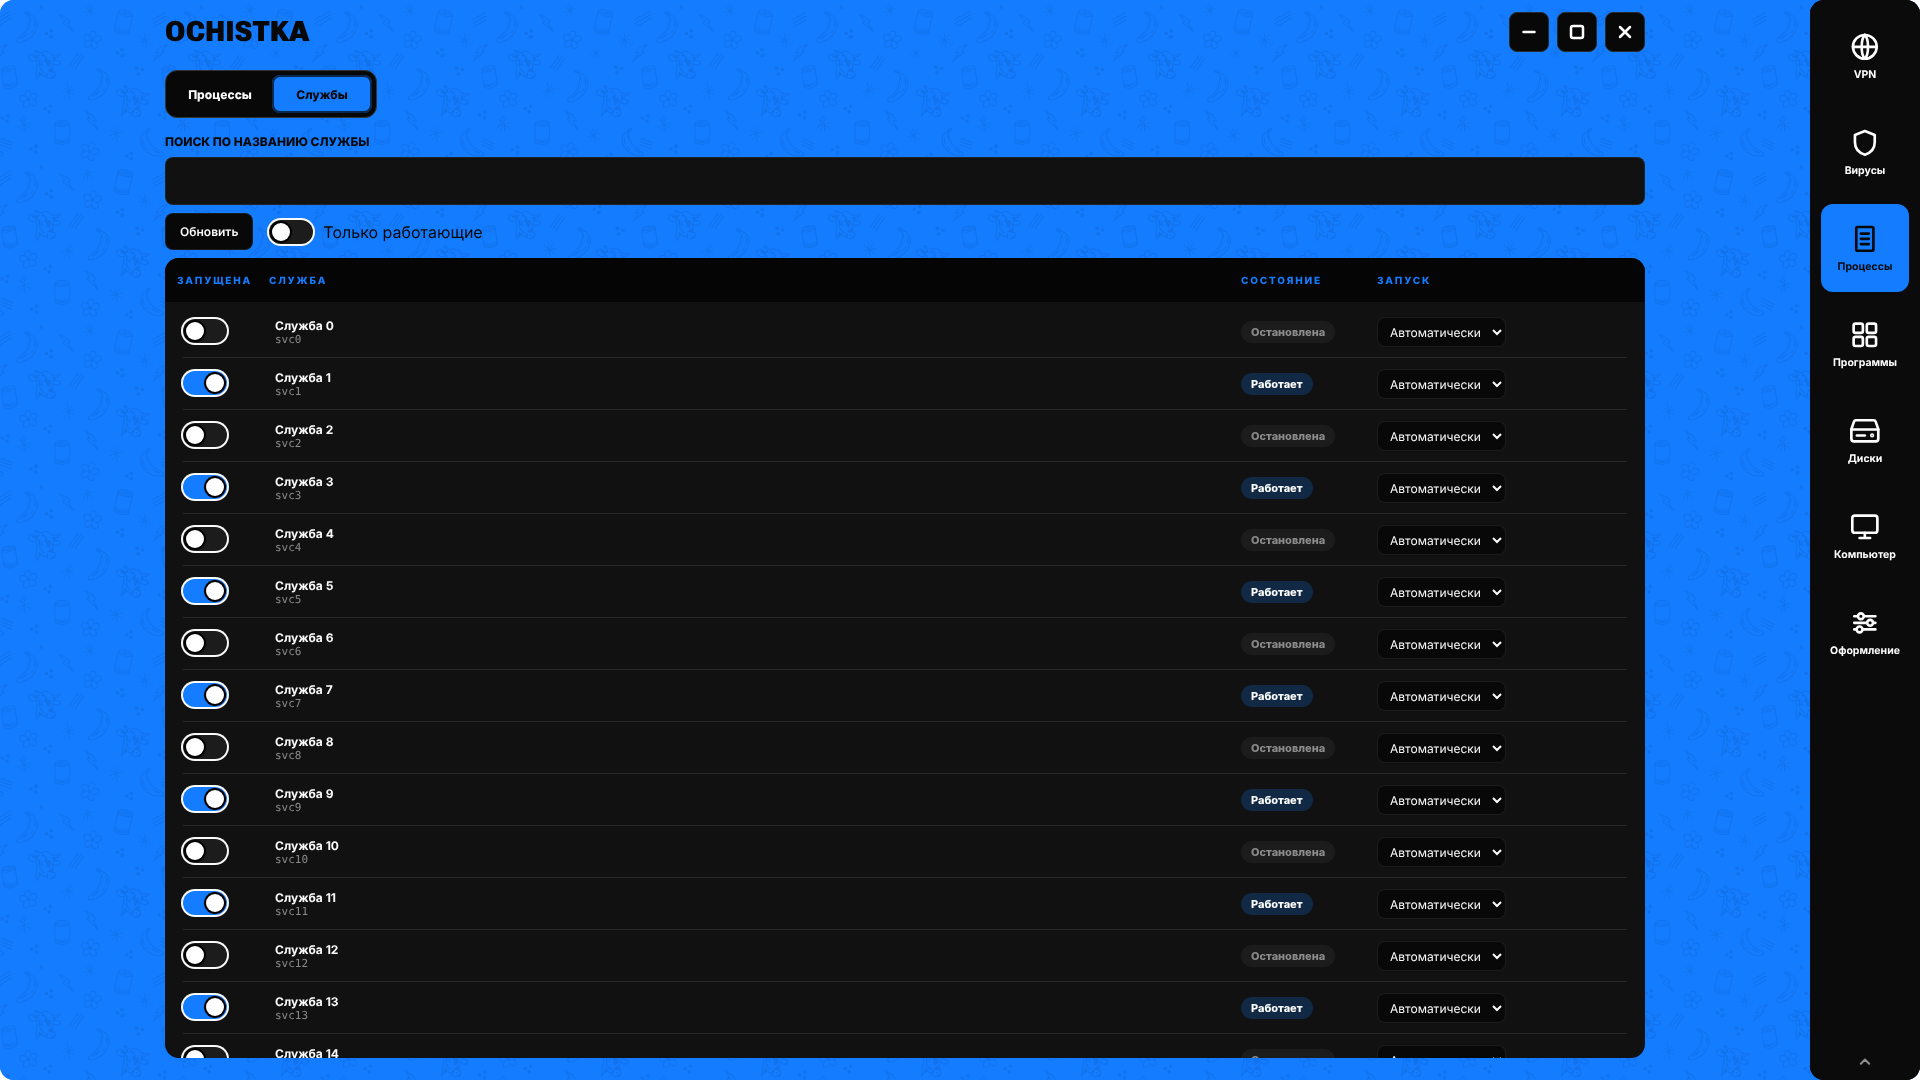 OCHISTKA
Процессы Службы
ПОИСК ПО НАЗВАНИЮ СЛУЖБЫ
Обновить Только работающие
ЗАПУЩЕНА СЛУЖБА СОСТОЯНИЕ ЗАПУСК
Служба 0 Остановлена Автоматически
svc0
Служба 1 Работает Автоматически
svc1
Служба 2 Остановлена Автоматически
svc2
Служба 3 Работает Автоматически
svc3
Служба 4 Остановлена Автоматически
svc4
Служба 5 Работает Автоматически
svc5
Служба 6 Остановлена Автоматически
svc6
Служба 7 Работает Автоматически
svc7
Служба 8 Остановлена Автоматически
svc8
Служба 9 Работает Автоматически
svc9
Служба 10 Остановлена Автоматически
svc10
Служба 11 Работает Автоматически
svc11
Служба 12 Остановлена Автоматически
svc12
Служба 13 Работает Автоматически
svc13
Служба 14
VPN
Вирусы
Процессы
Программы
Диски
Компьютер
Оформление